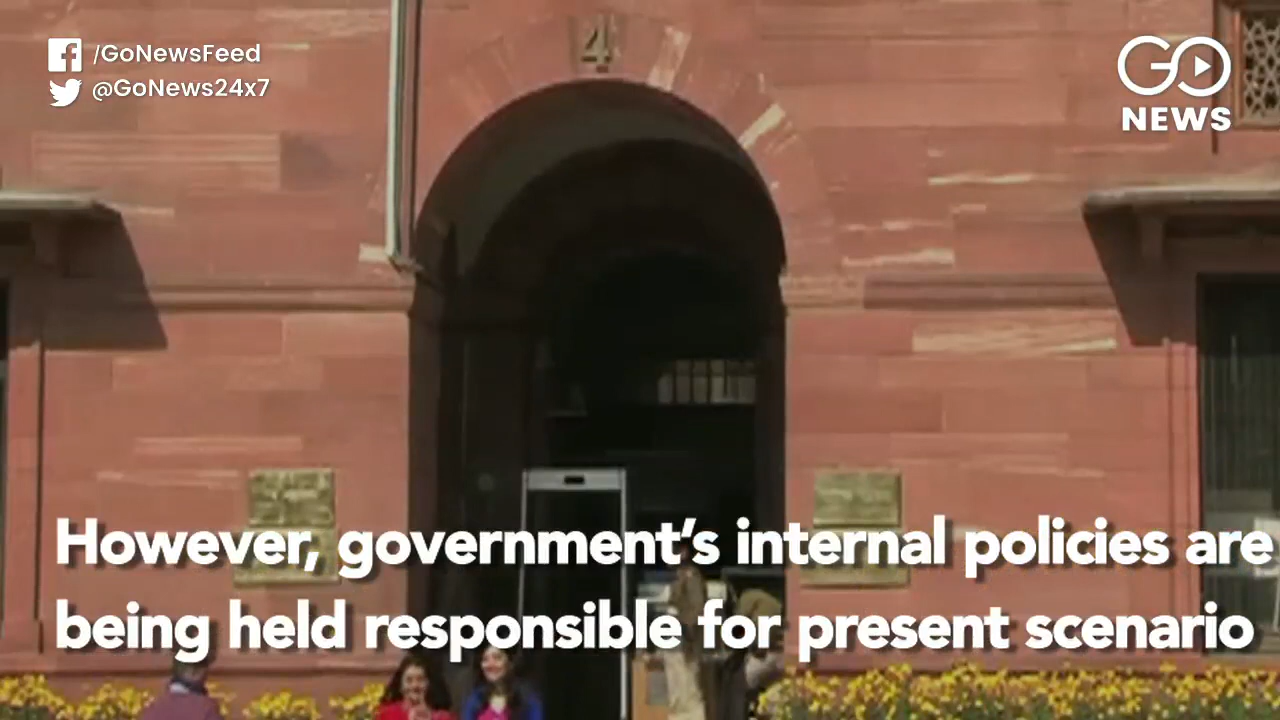 /GoNewsFeed
@GoNews24x7
GO
NEWS
4
However, government's internal policies are
being held responsible for present scenario